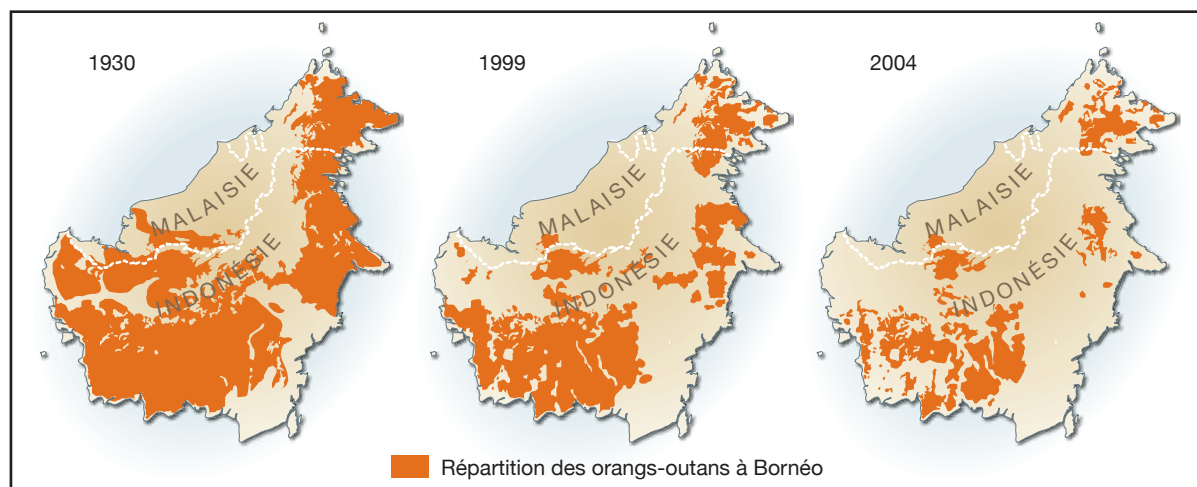 1930
MALAISIE
INDONÉSIE
1999
MALAISIE
INDONÉSIE
2004
MALAISIE
INDONÉSIE
Répartition des orangs-outans à Bornéo